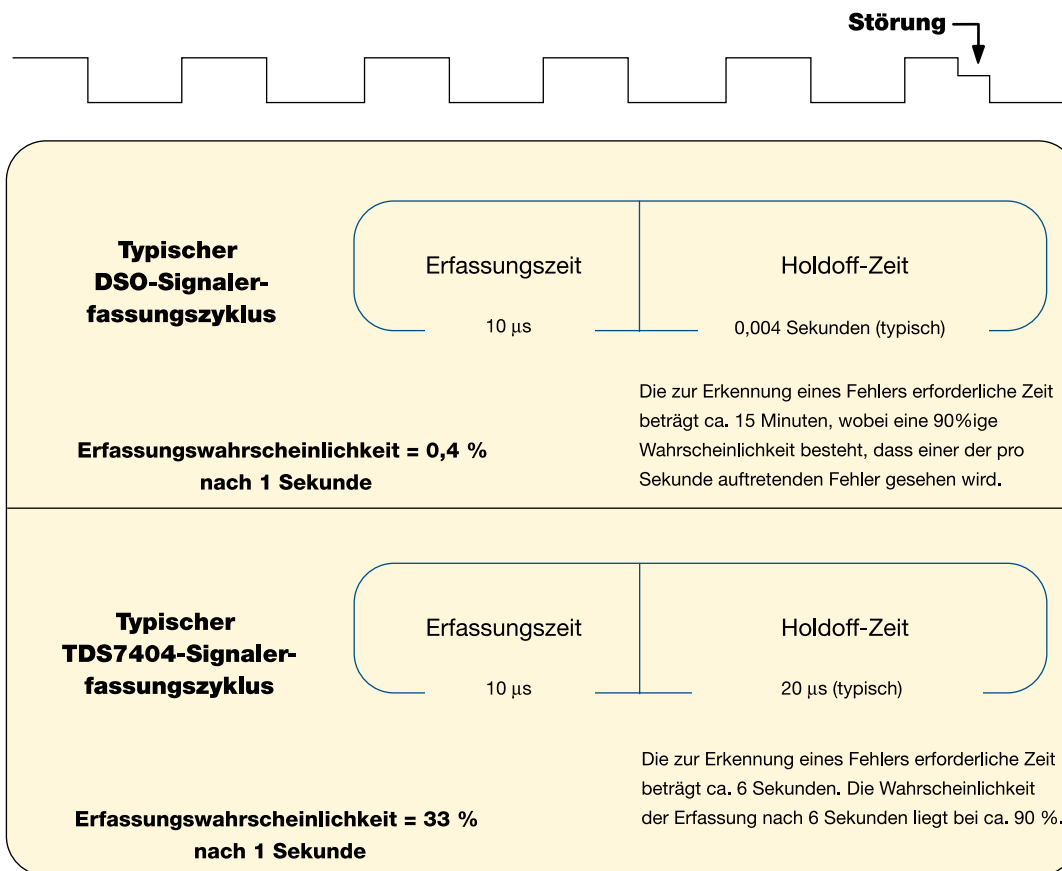 Störung
Typischer
DSO-Signaler-
fassungszyklus
Erfassungszeit
Holdoff-Zeit
10 µs
0,004 Sekunden (typisch)
Erfassungswahrscheinlichkeit = 0,4 %
nach 1 Sekunde
Die zur Erkennung eines Fehlers erforderliche Zeit
beträgt ca. 15 Minuten, wobei eine 90%ige
Wahrscheinlichkeit besteht, dass einer der pro
Sekunde auftretenden Fehler gesehen wird.
Typischer
TDS7404-Signaler-
fassungszyklus
Erfassungszeit
Holdoff-Zeit
10 µs
20 µs (typisch)
Erfassungswahrscheinlichkeit = 33 %
nach 1 Sekunde
Die zur Erkennung eines Fehlers erforderliche Zeit
beträgt ca. 6 Sekunden. Die Wahrscheinlichkeit
der Erfassung nach 6 Sekunden liegt bei ca. 90 %.